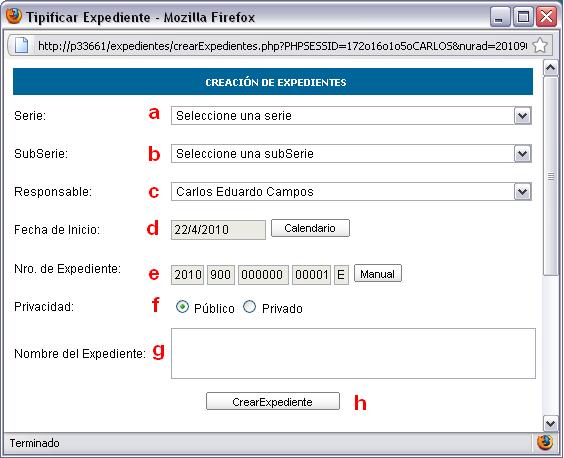 Tipificar Expediente - Mozilla Firefox
http://p33661/expedientes/crearExpedientes.php?PHPSESSID=172o16o1o5oCARLOS&nurad=201090
CREACIÓN DE EXPEDIENTES
Serie: a Seleccione una serie
SubSerie: b Seleccione una subSerie
Responsable: c Carlos Eduardo Campos
Fecha de Inicio: d 22/4/2010 Calendario
Nro. de Expediente: e 2010 900 000000 00001 E Manual
Privacidad: f Público Privado
Nombre del Expediente: g
CrearExpediente h
Terminado